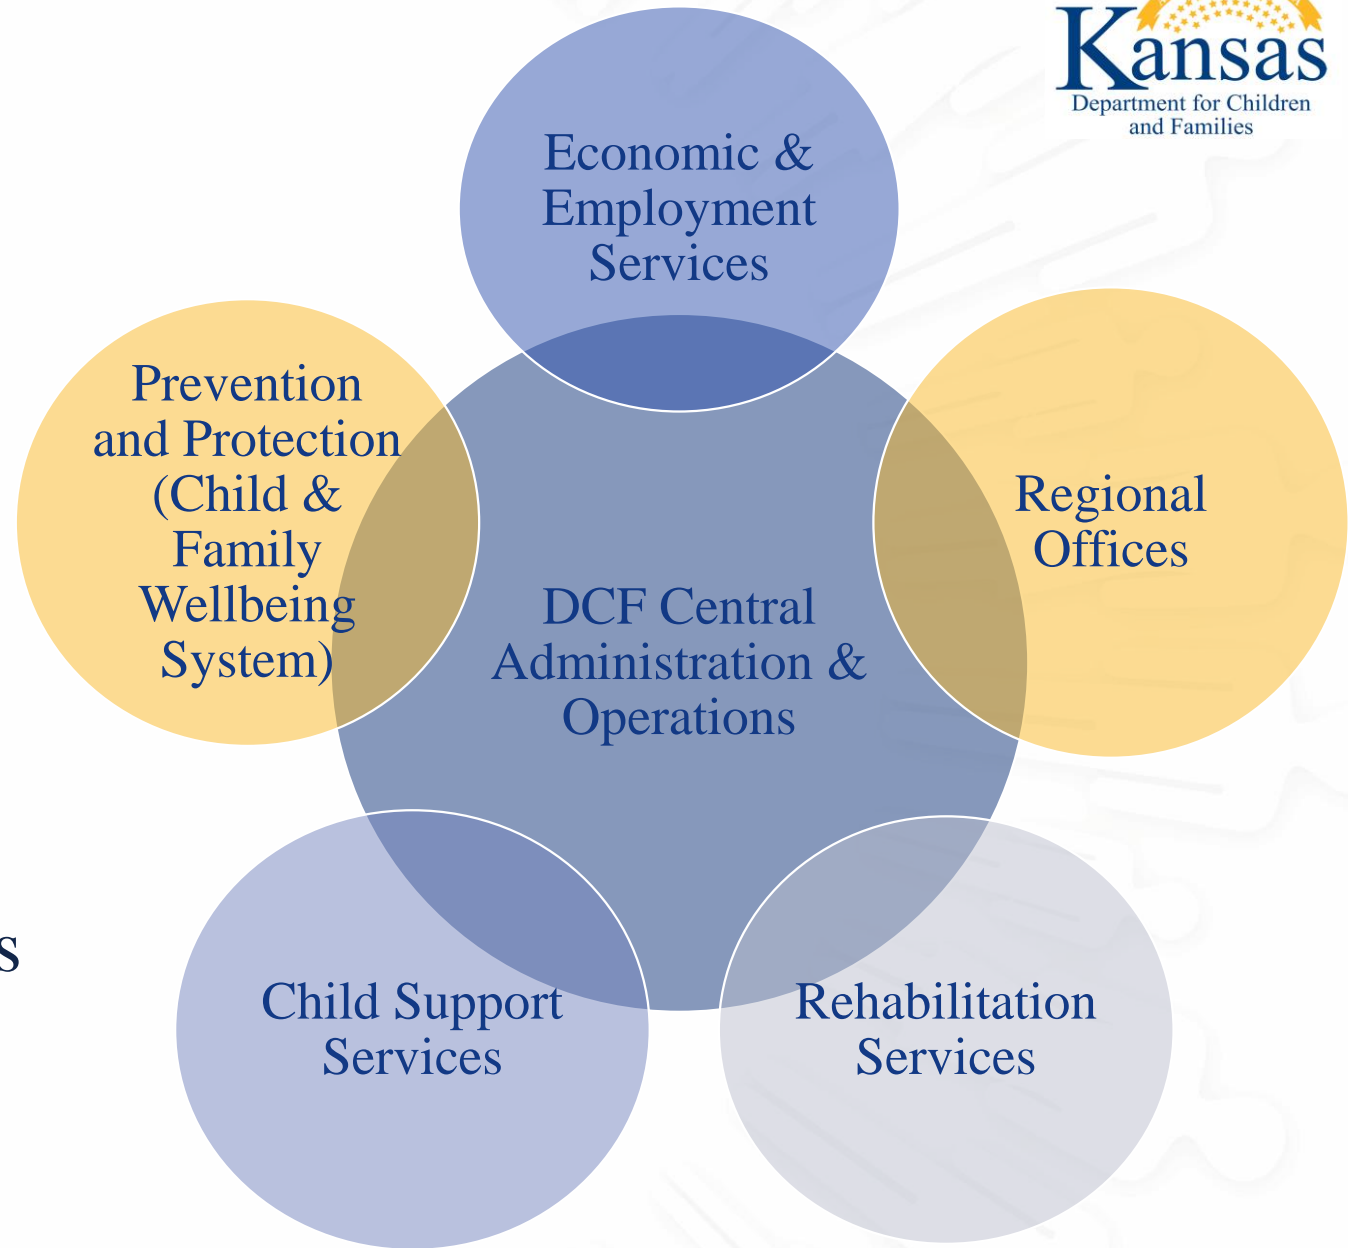 Kansas
Department for Children
and Families
Economic &
Employment
Services
Prevention
and Protection
(Child &
Family
Wellbeing
System)
Regional
Offices
DCF Central
Administration &
Operations
s
Child Support
Services
Rehabilitation
Services